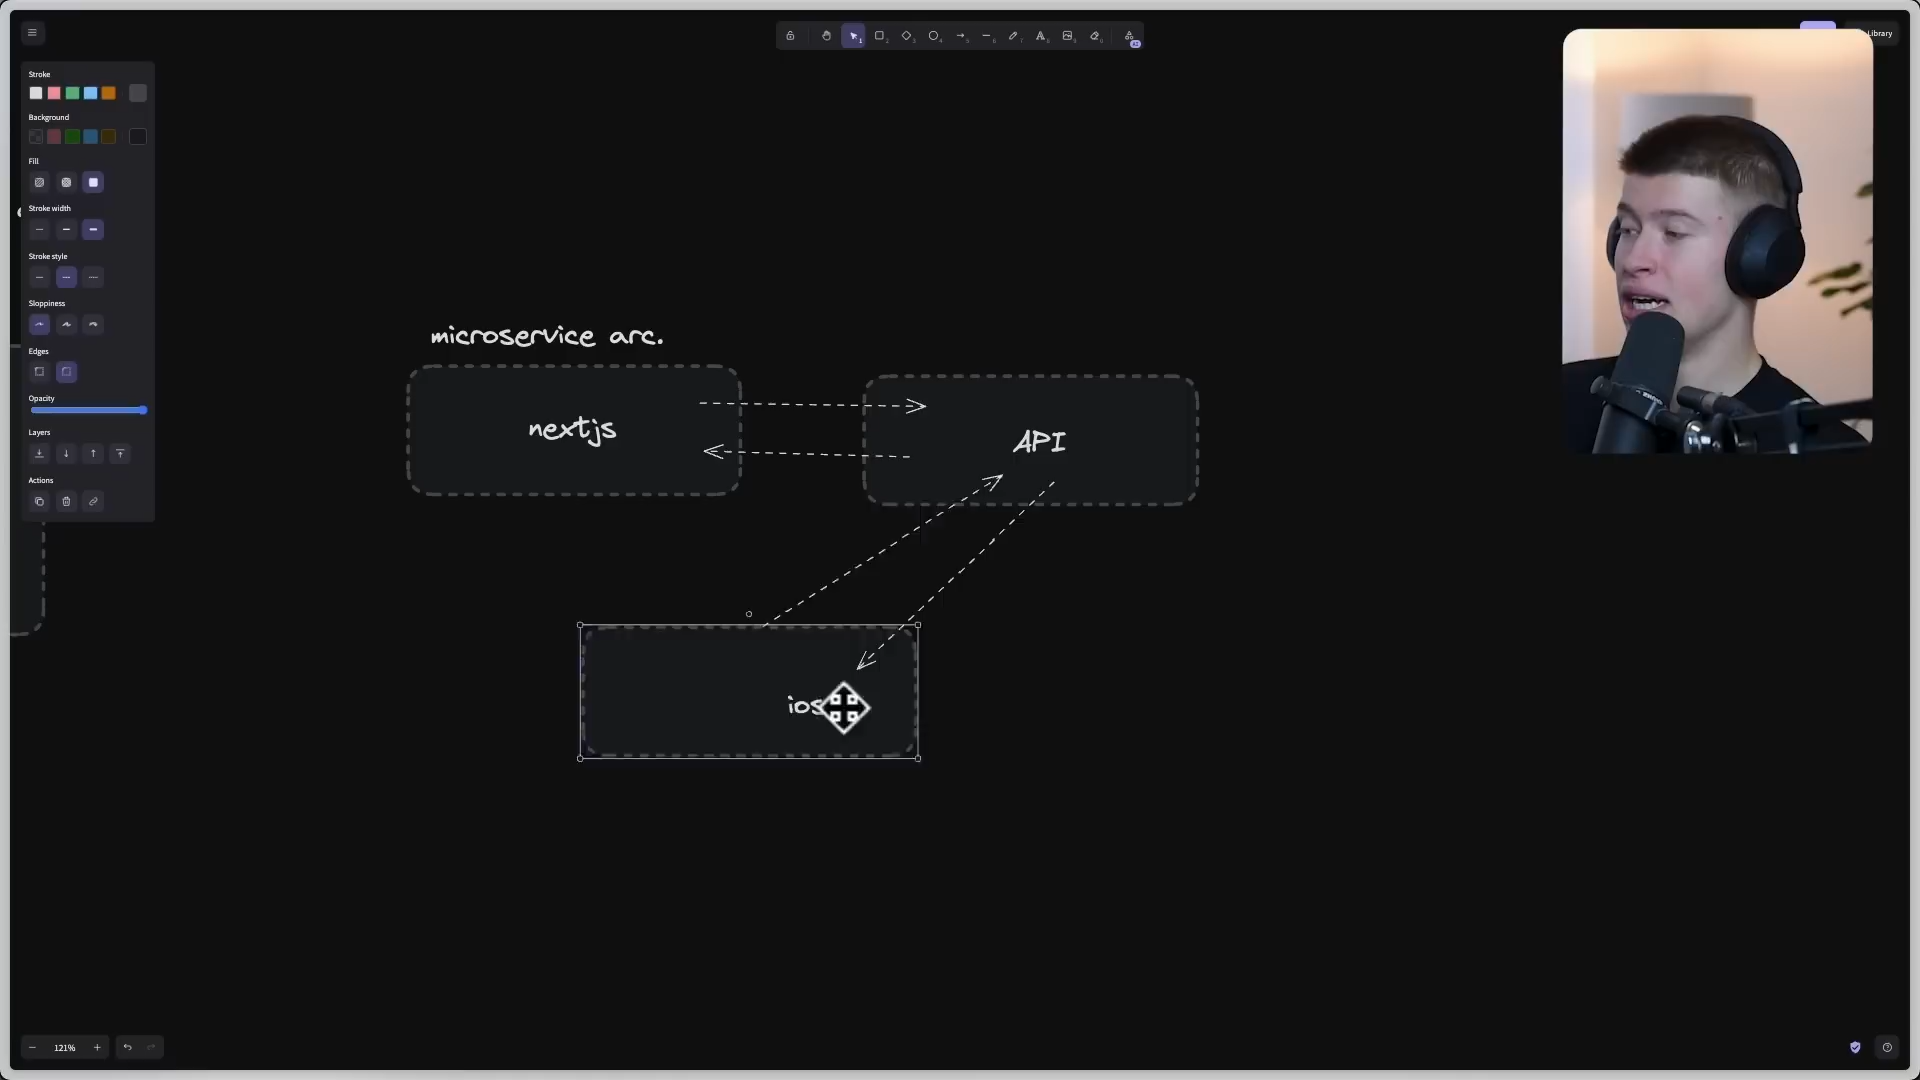 Library
Stroke
Background
Fill
Stroke width
Stroke style
Sloppiness
Edges
Opacity
Layers
Actions
microservice arc.
nextjs
API
ios
121%